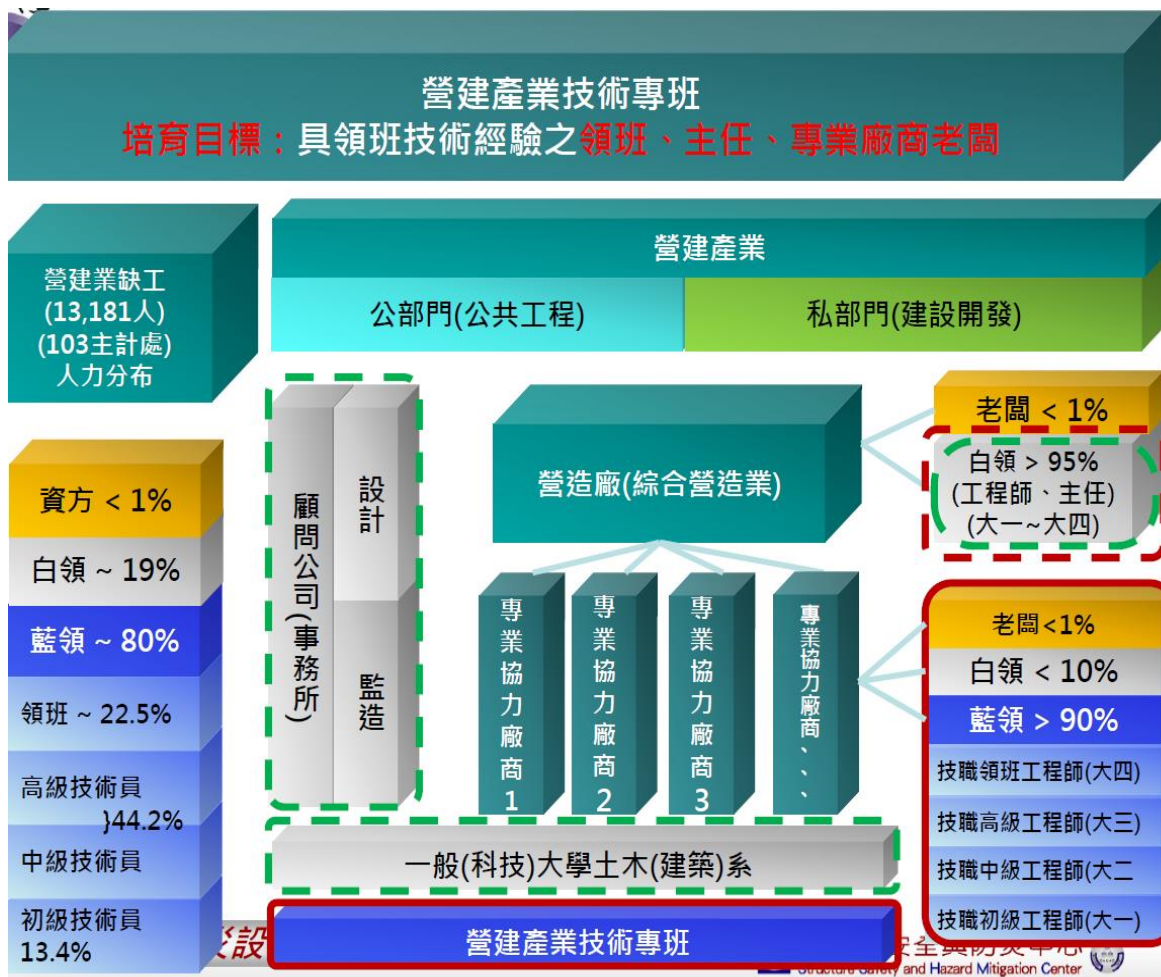 營建產業技術專班
培育目標：具領班技術經驗之領班、主任、專業廠商老闆
營建業缺工
(13,181人)
(103主計處)
人力分布
營建產業
公部門(公共工程)
私部門(建設開發)
資方 < 1%
白領 ~ 19%
藍領 ~ 80%
領班 ~ 22.5%
高級技術員
}44.2%
中級技術員
初級技術員
13.4%
顧問公司(事務所)
設計
監造
營造廠(綜合營造業)
專業協力廠商1
專業協力廠商2
專業協力廠商3
專業協力廠商、、、
老闆 < 1%
白領 > 95%
(工程師、主任)
(大一~大四)
老闆<1%
白領 < 10%
藍領 > 90%
技職領班工程師(大四)
技職高級工程師(大三)
技職中級工程師(大二
技職初級工程師(大一)
一般(科技)大學土木(建築)系
營建產業技術專班
設
安全與防災中心
Structure Safety and Hazard Mitigation Center